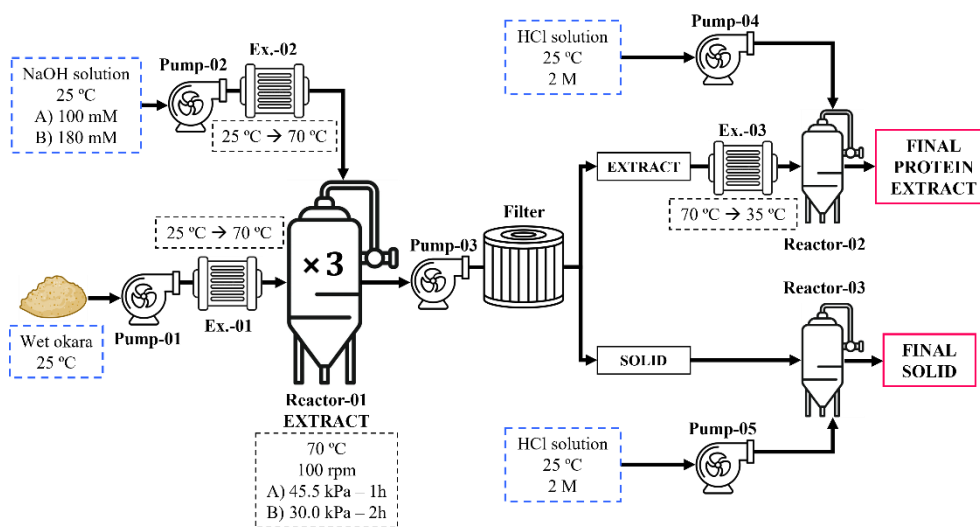 NaOH solution
25 ºC
A) 100 mM
B) 180 mM
Pump-02
Ex.-02
25 ºC → 70 ºC
25 ºC → 70 ºC
Wet okara
25 ºC
Pump-01
Ex.-01
×3
Reactor-01
EXTRACT
70 ºC
100 rpm
A) 45.5 kPa – 1h
B) 30.0 kPa – 2h
Pump-03
Filter
HCl solution
25 ºC
2 M
Pump-04
EXTRACT
Ex.-03
70 ºC → 35 ºC
Reactor-02
FINAL
PROTEIN
EXTRACT
SOLID
Reactor-03
FINAL
SOLID
HCl solution
25 ºC
2 M
Pump-05